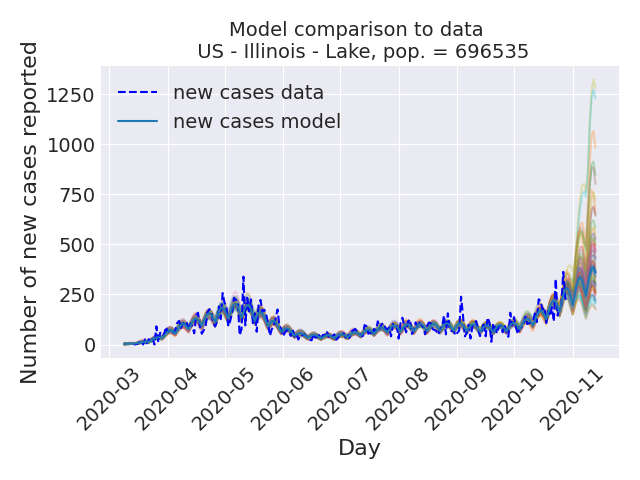 Model comparison to data
US - Illinois - Lake, pop. = 696535
Number of new cases reported
1250
1000
750
500
250
0
new cases data
new cases model
2020-03
2020-04
2020-05
2020-06
2020-07
2020-08
2020-09
2020-10
2020-11
Day